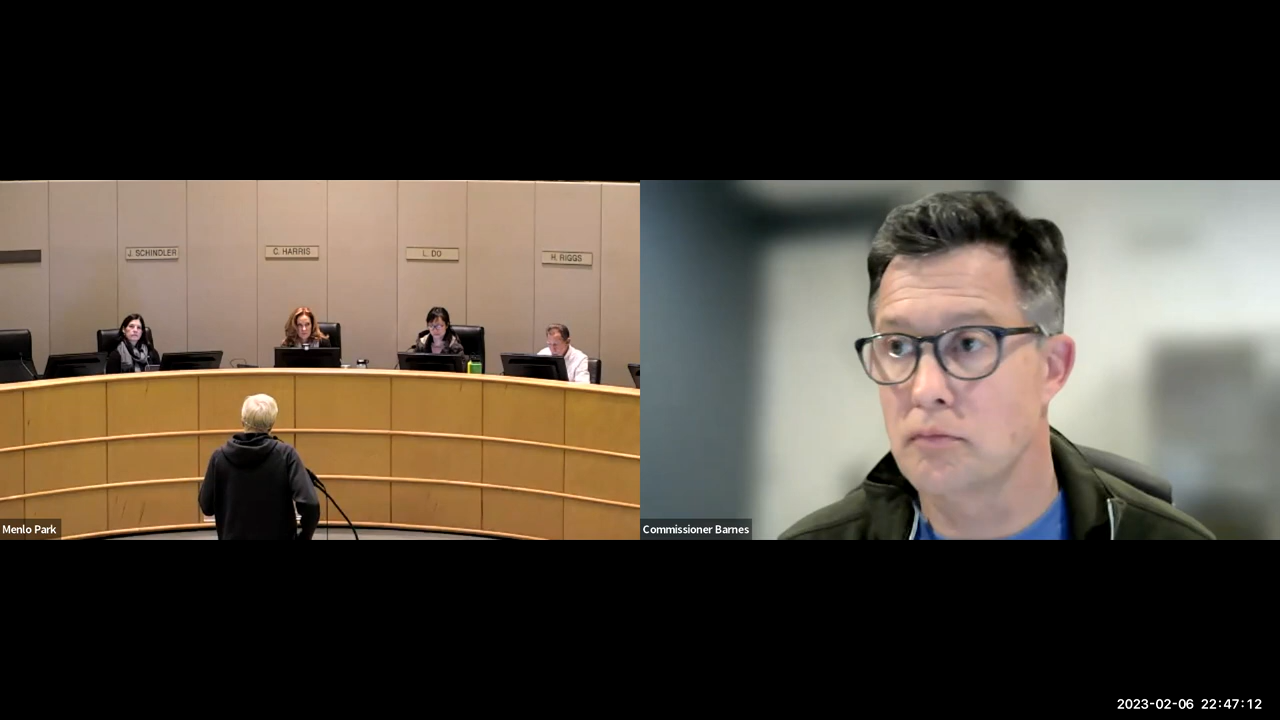 J. SCHINDLER
C. HARRIS
L. DO
H. RIGGS
Menlo Park
Commissioner Barnes
2023-02-06 22:47:12